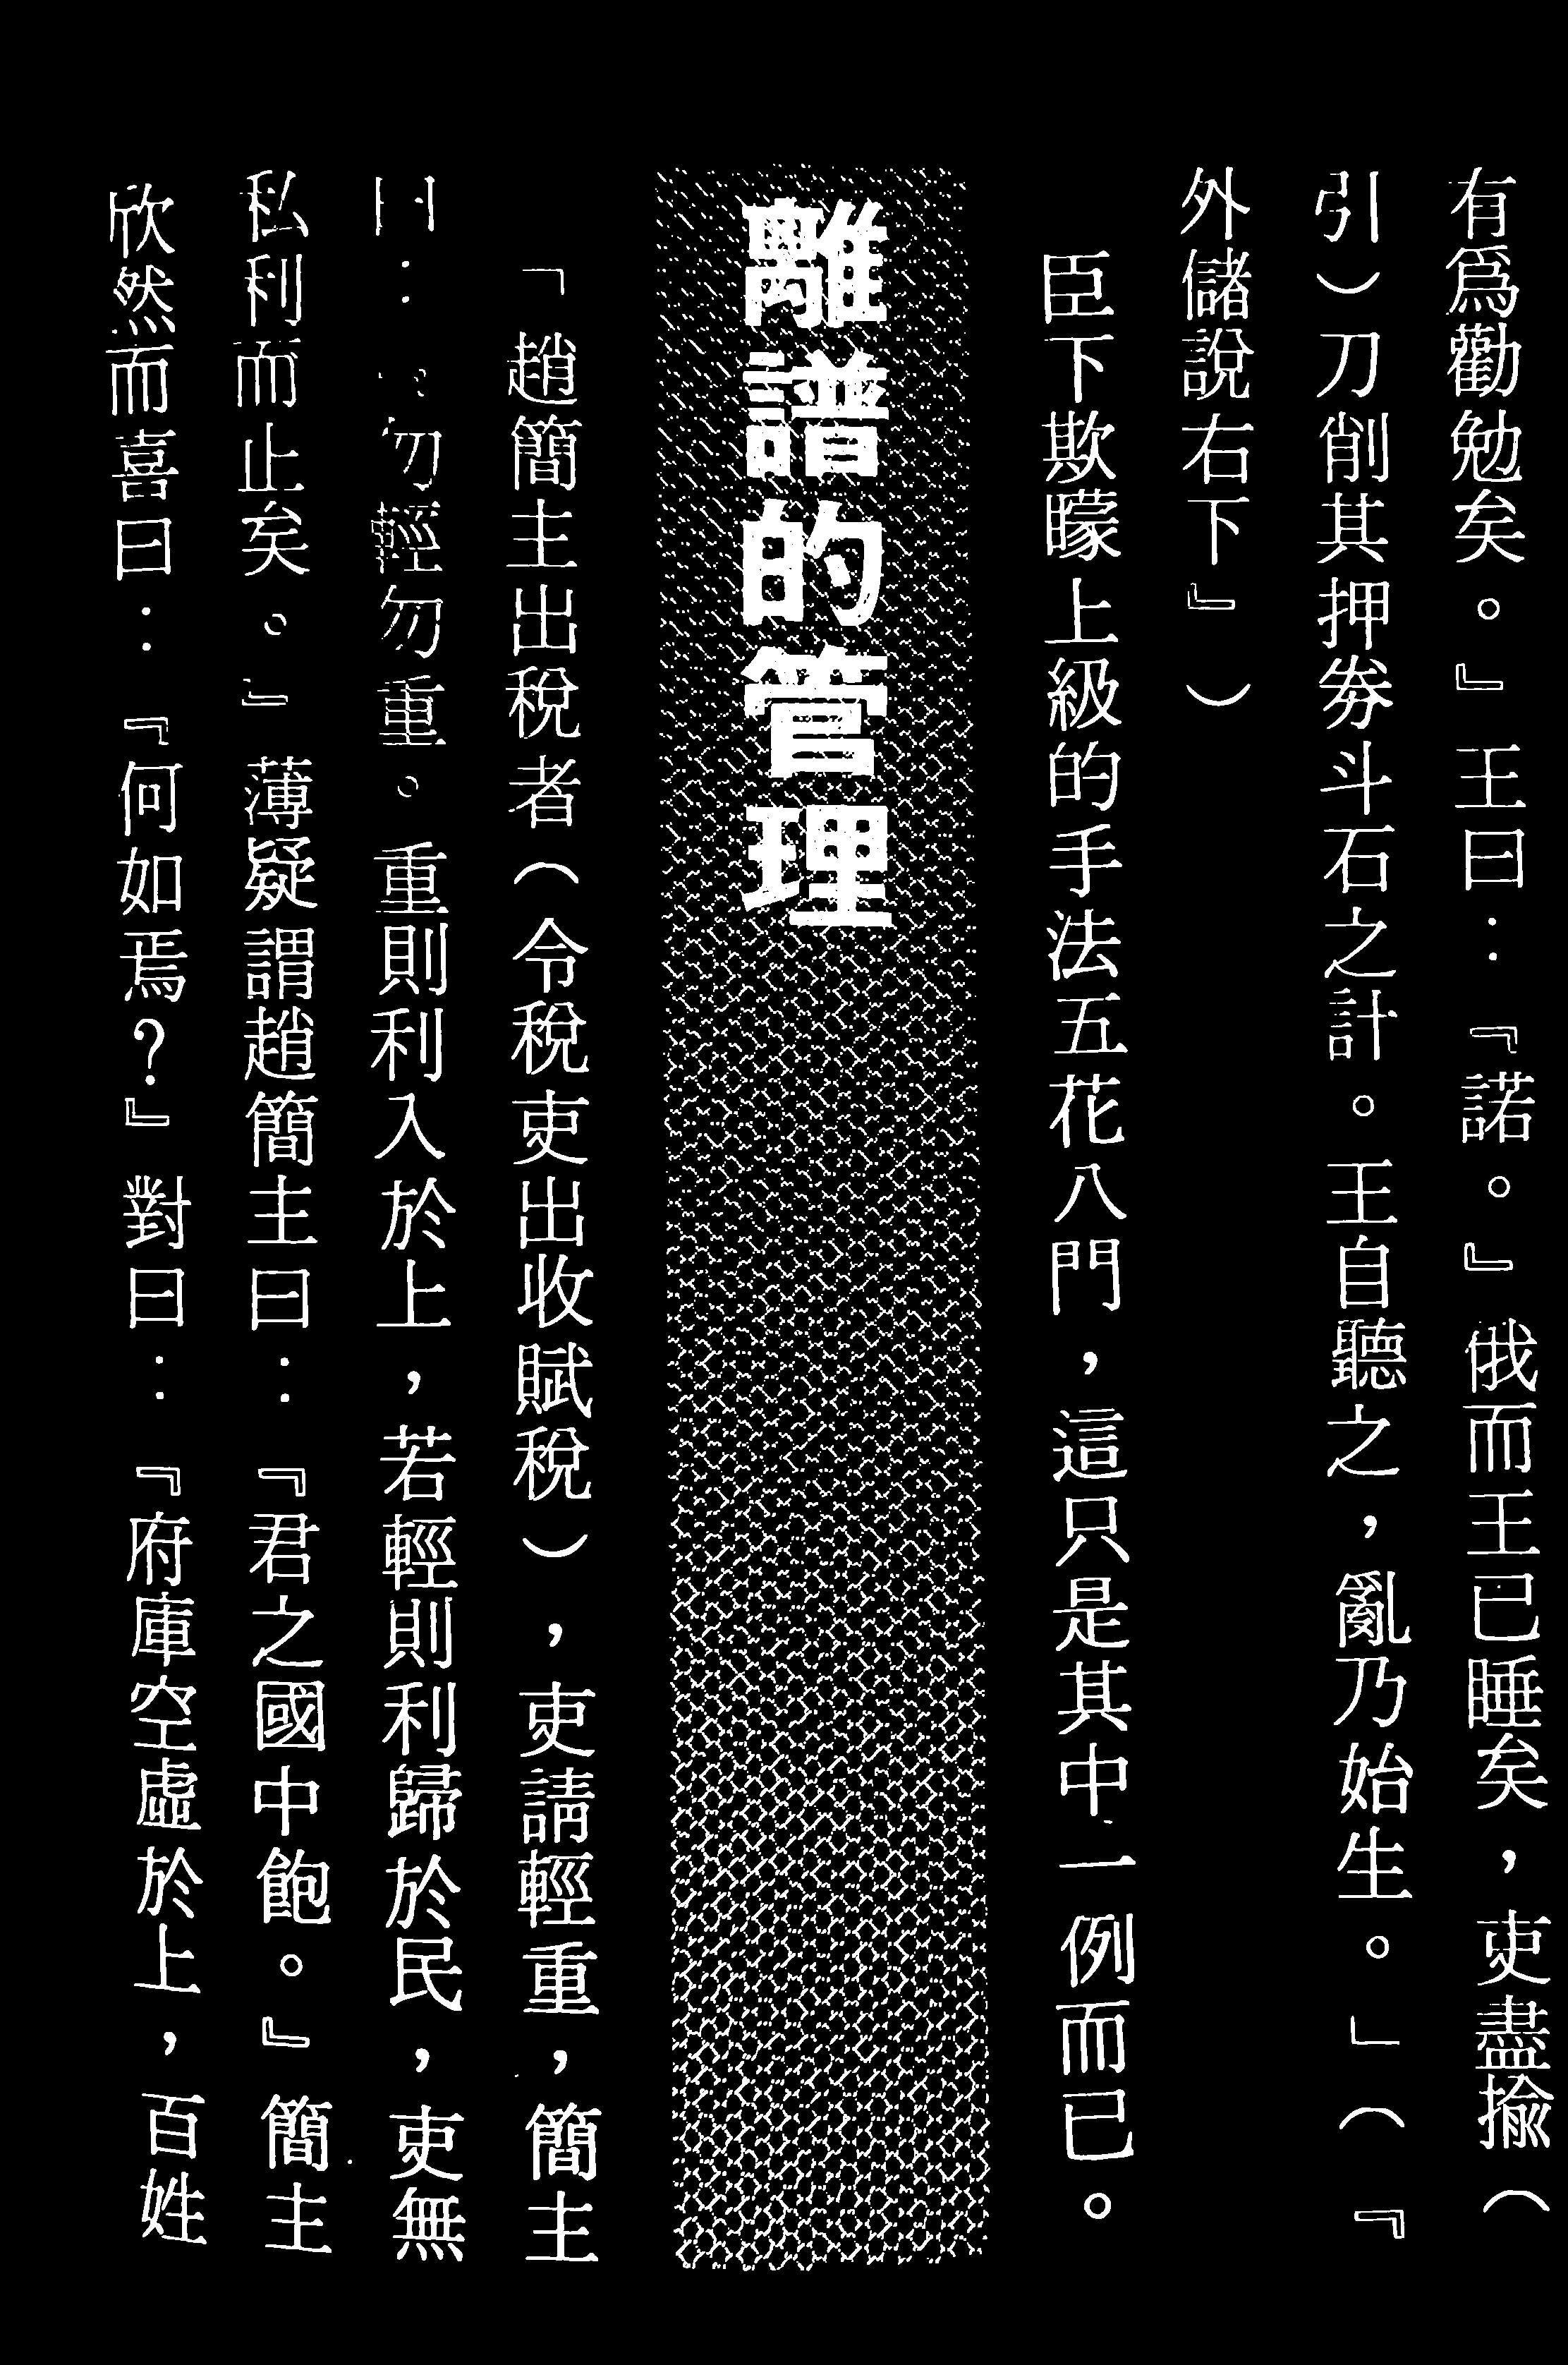 有爲勸勉矣。』王曰：『諾。』俄而王已睡矣，吏盡揄（
引）刀削其押券斗石之計。王自聽之，亂乃始生。」（『
外儲說右下』）
臣下欺矇上級的手法五花八門，這只是其中一例而已。
離譜的管理
「趙簡主出稅者（令稅吏出收賦稅），吏請輕重，簡主
：勿輕勿重。重則利入於上，若輕則利歸於民，吏無
私利而止矣。』薄疑謂趙簡主曰：『君之國中飽。』簡主
欣然而喜曰：『何如焉？』對曰：『府庫空虛於上，百姓